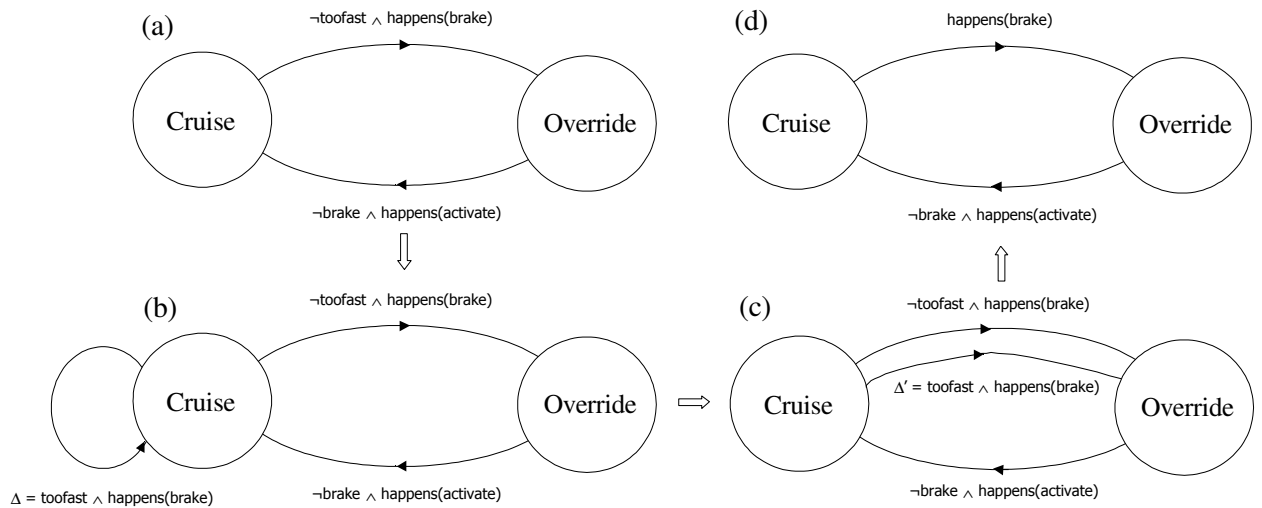 (a)
¬toofast ∧ happens(brake)
Cruise
Override
¬brake ∧ happens(activate)
(b)
¬toofast ∧ happens(brake)
Cruise
Override
Δ = toofast ∧ happens(brake)
¬brake ∧ happens(activate)
(c)
¬toofast ∧ happens(brake)
Δ′ = toofast ∧ happens(brake)
Cruise
Override
¬brake ∧ happens(activate)
(d)
happens(brake)
Cruise
Override
¬brake ∧ happens(activate)